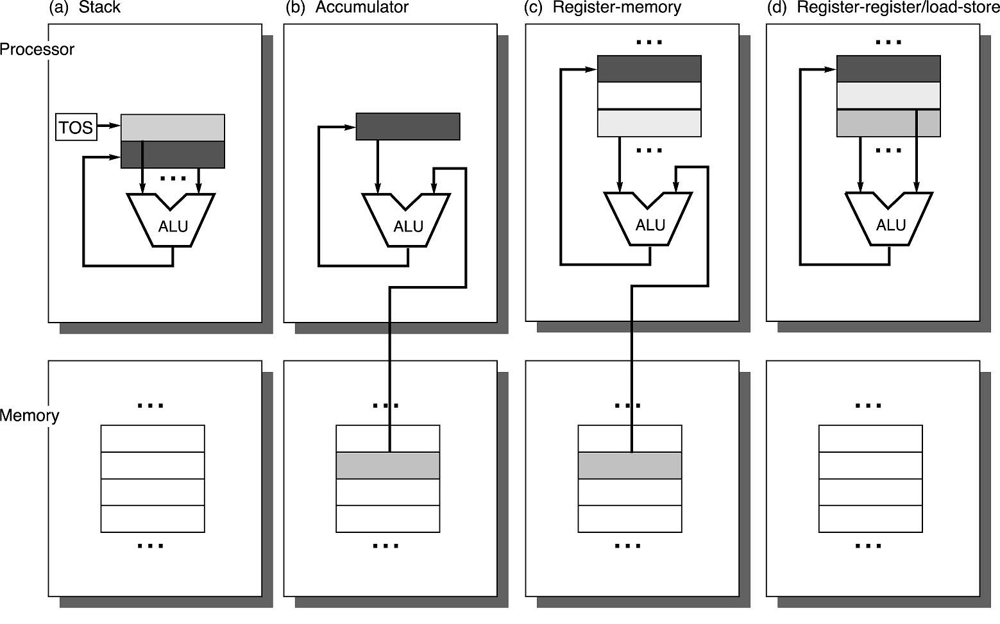 (a) Stack
(b) Accumulator
(c) Register-memory
(d) Register-register/load-store
Processor
...
...
TOS
...
...
...
ALU
ALU
ALU
ALU
Memory
...
...
...
...
...
...
...
...